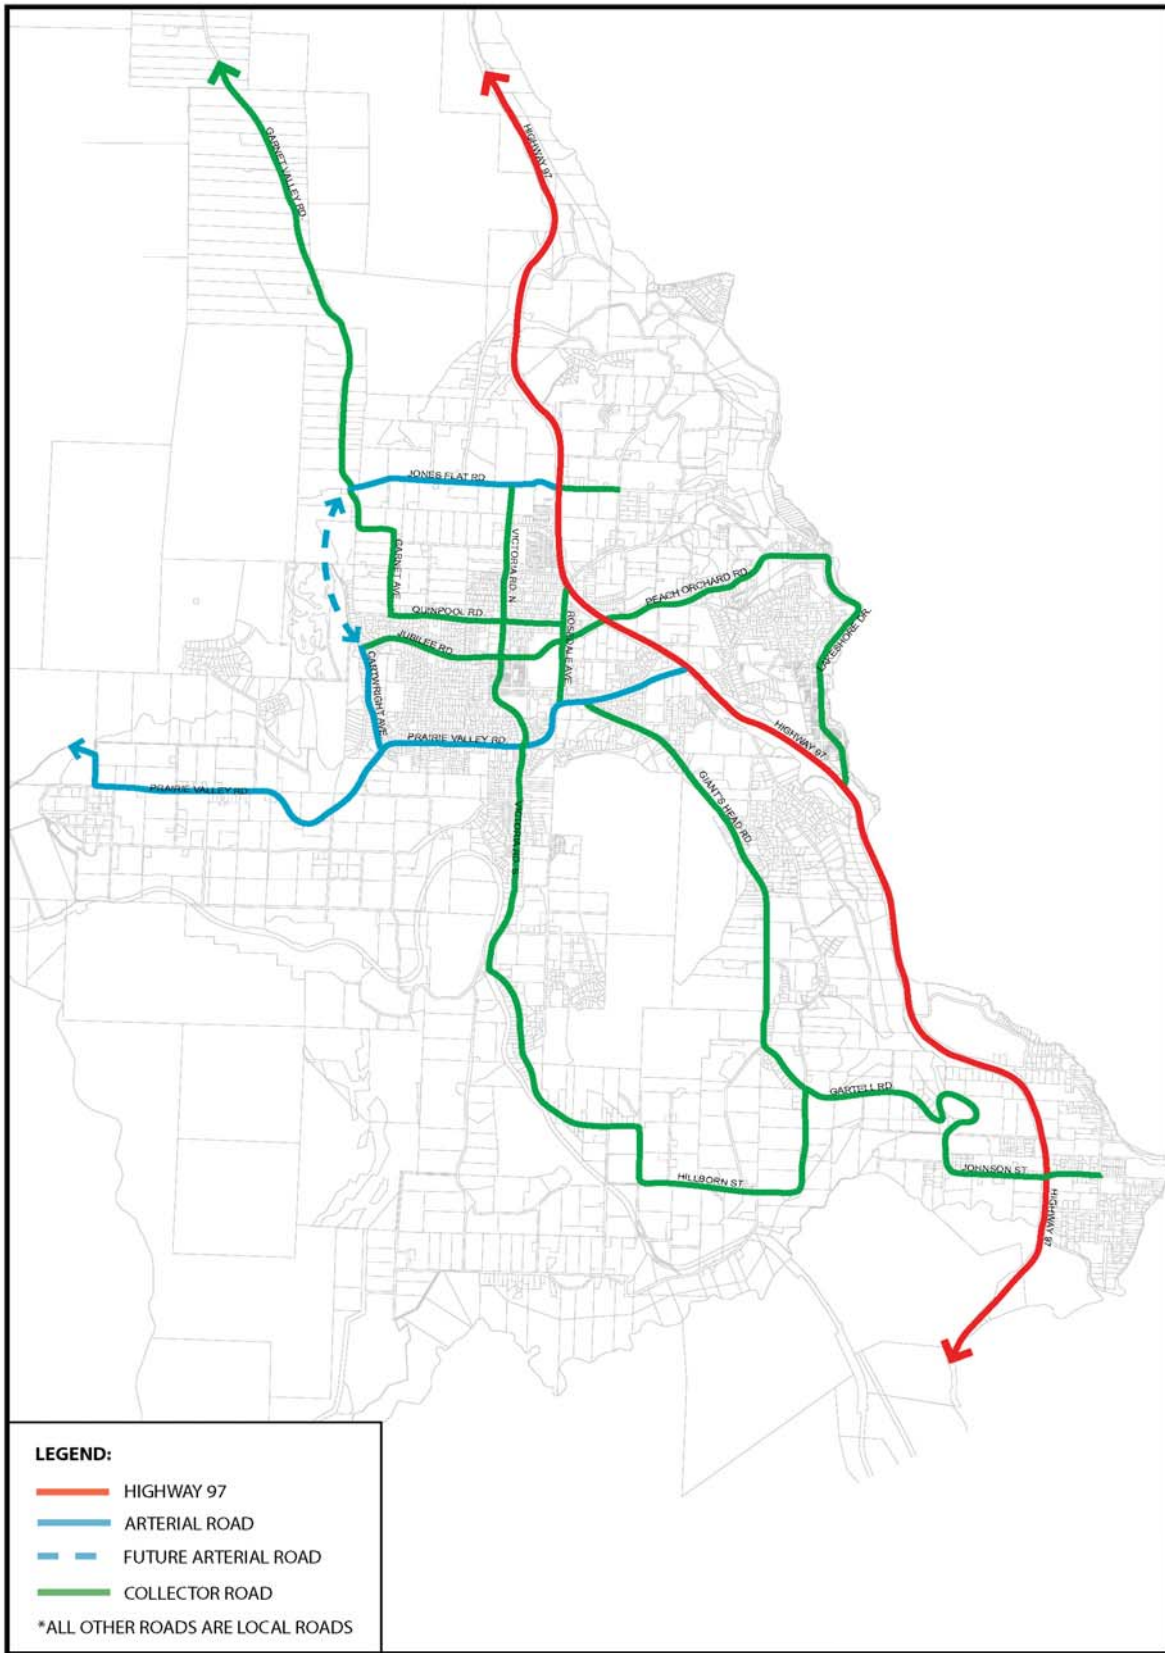 GARNET VALLEY RD.
HIGHWAY 97
JONES FLAT RD
VICTORIA RD. N
GARNET AVE
PEACH ORCHARD RD.
QUINPOOL RD.
ROSEDALE AVE
LAKESHORE DR.
JUBILEE RD
CARTWRIGHT AVE
PRAIRIE VALLEY RD.
HIGHWAY 97
PRAIRIE VALLEY RD
GIANT'S HEAD RD.
VICTORIA RD. S
GARTELL RD
JOHNSON ST
HILLBORN ST
HIGHWAY 97
LEGEND:
HIGHWAY 97
ARTERIAL ROAD
FUTURE ARTERIAL ROAD
COLLECTOR ROAD
*ALL OTHER ROADS ARE LOCAL ROADS